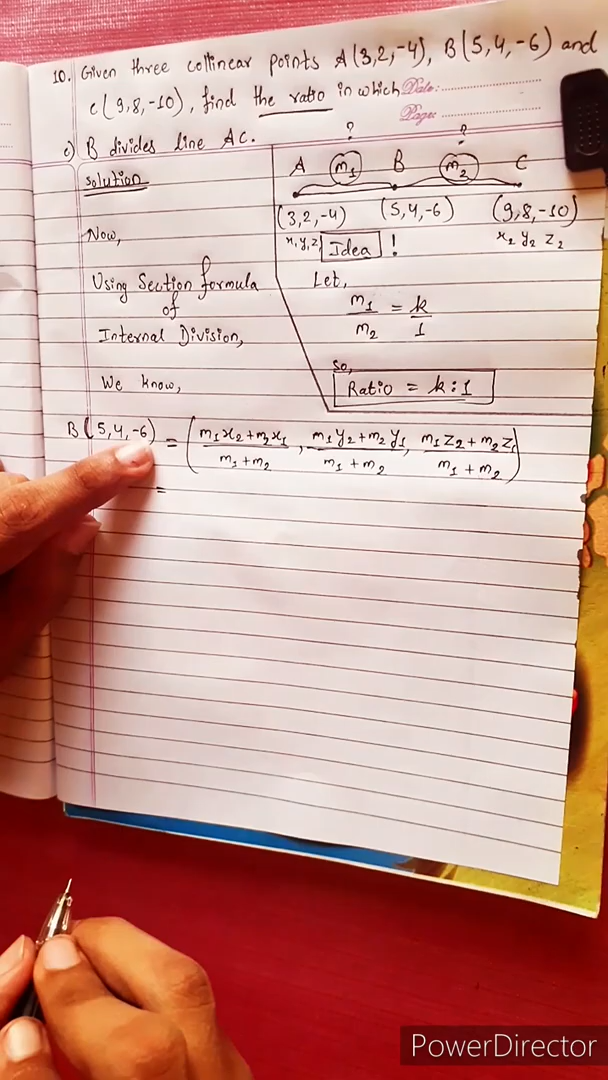 10. Given three collinear points A(3,2,-4), B(5,4,-6) and
C(9,8,-10), find the ratio in which
Date:
Page:
c) B divides line AC.
? ?
A m₁ B m₂ C
(3,2,-4) (5,4,-6) (9,8,-10)
x₁ y₁ z₁ x₂ y₂ z₂
Solution
Idea !
Now,
Let,
m₁/m₂ = k/1
Using Section formula
of
Internal Division,
So,
Ratio = k:1
We know,
B(5,4,-6) = (m₁x₂+m₂x₁/m₁+m₂, m₁y₂+m₂y₁/m₁+m₂, m₁z₂+m₂z₁/m₁+m₂)
=
PowerDirector